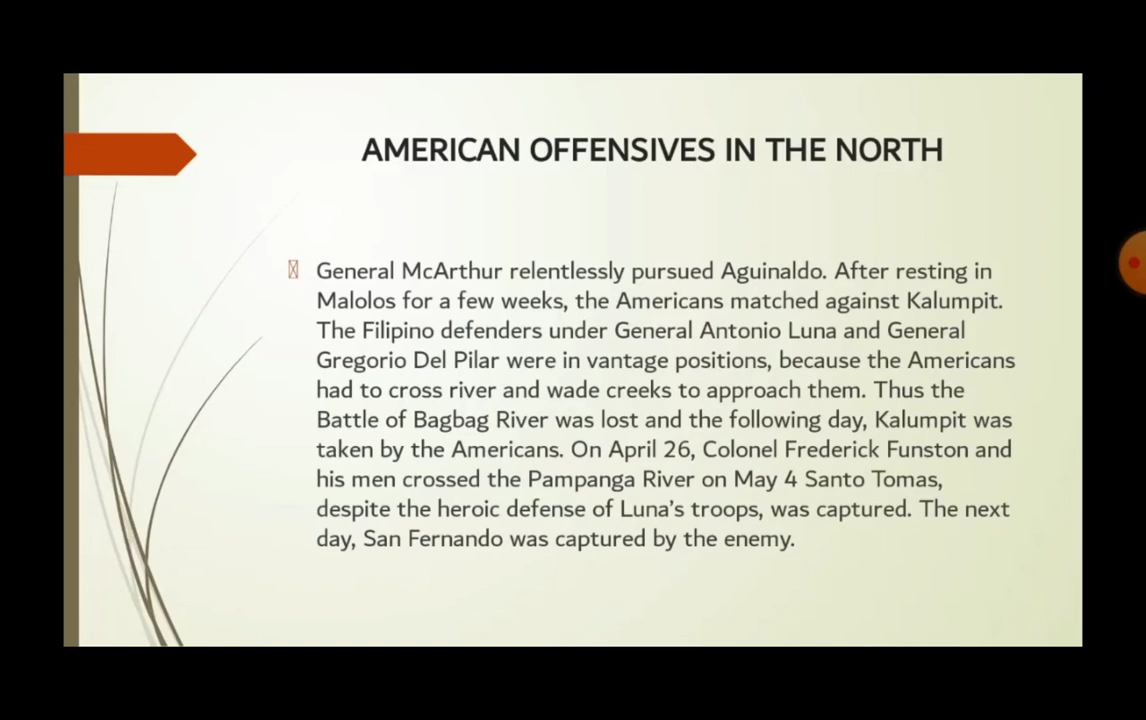 AMERICAN OFFENSIVES IN THE NORTH
General McArthur relentlessly pursued Aguinaldo. After resting in
Malolos for a few weeks, the Americans matched against Kalumpit.
The Filipino defenders under General Antonio Luna and General
Gregorio Del Pilar were in vantage positions, because the Americans
had to cross river and wade creeks to approach them. Thus the
Battle of Bagbag River was lost and the following day, Kalumpit was
taken by the Americans. On April 26, Colonel Frederick Funston and
his men crossed the Pampanga River on May 4 Santo Tomas,
despite the heroic defense of Luna's troops, was captured. The next
day, San Fernando was captured by the enemy.